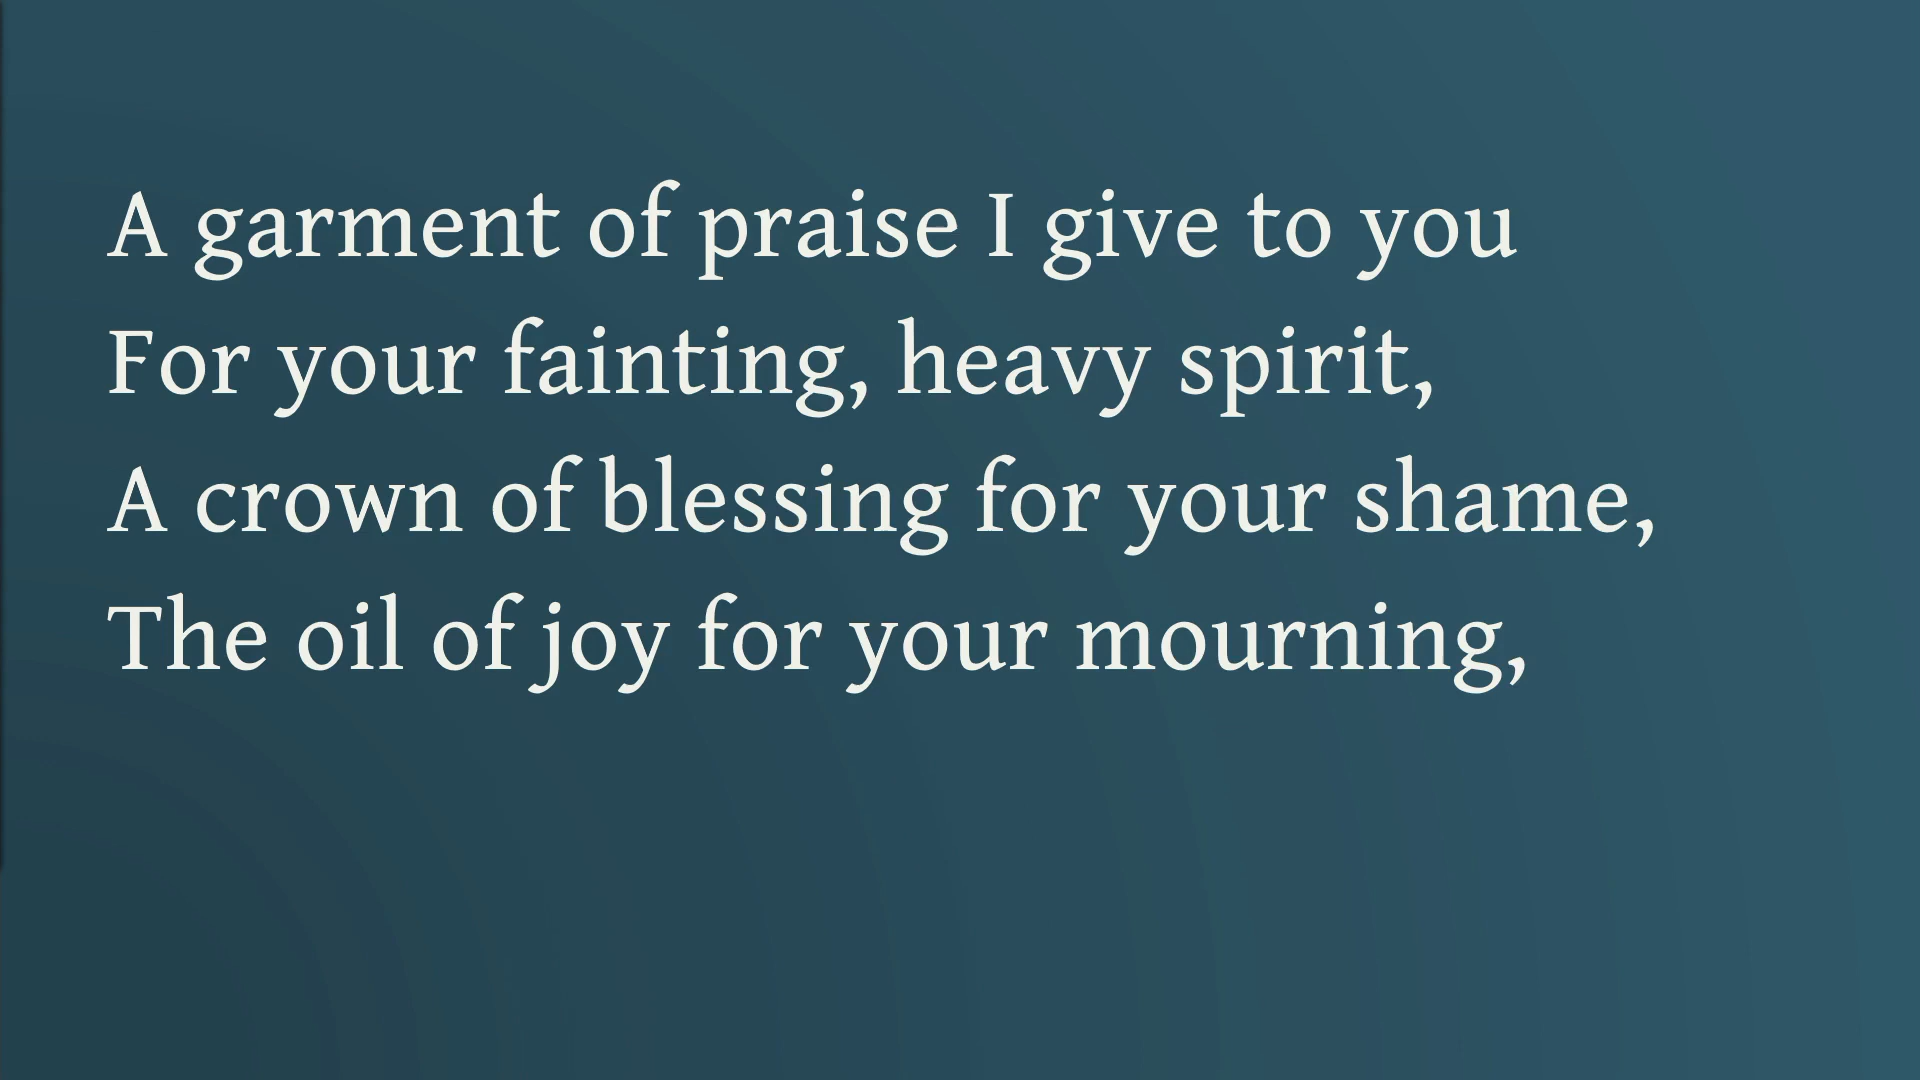 A garment of praise I give to you
For your fainting, heavy spirit,
A crown of blessing for your shame,
The oil of joy for your mourning,